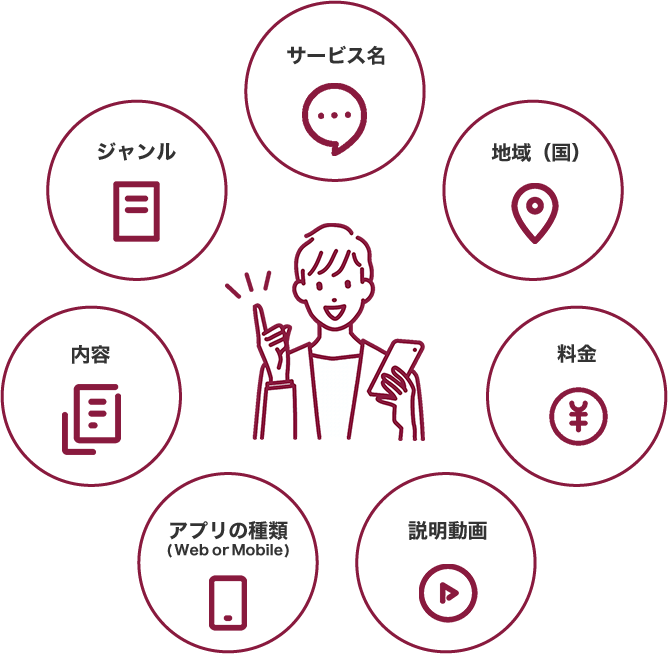 サービス名
ジャンル
地域（国）
内容
料金
アプリの種類
(Web or Mobile)
説明動画